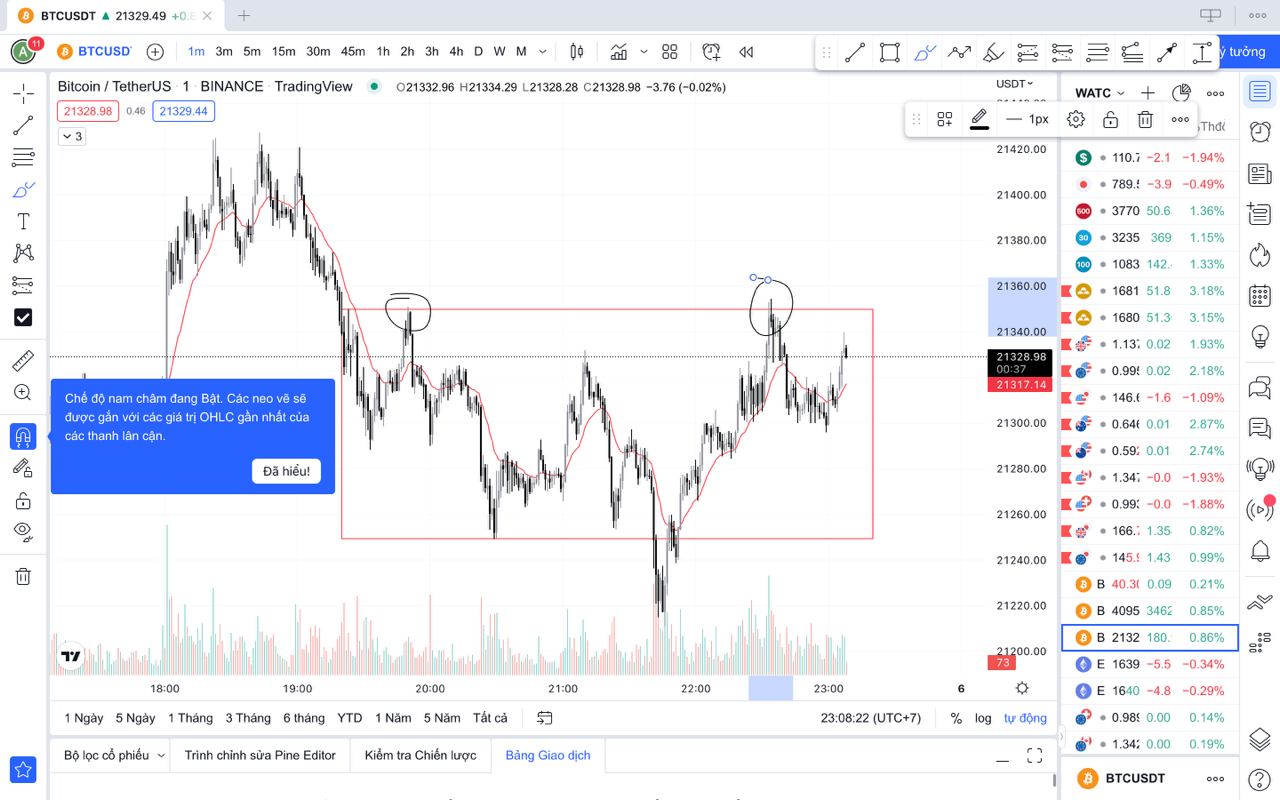 BTCUSDT ▲ 21329.49
A
11
BTCUSD
1m 3m 5m 15m 30m 45m 1h 2h 3h 4h D W M
ý tưởng
Bitcoin / TetherUS · 1 · BINANCE · TradingView
O21332.96 H21334.29 L21328.28 C21328.98 −3.76 (−0.02%)
USDT
WATC
21328.98 0.46 21329.44
1px
3
21420.00
21400.00
21380.00
21360.00
21340.00
21328.98
00:37
21317.14
21300.00
21280.00
21260.00
21240.00
21220.00
21200.00
73
Chế độ nam châm đang Bật. Các neo vẽ sẽ
được gắn với các giá trị OHLC gần nhất của
các thanh lân cận.
Đã hiểu!
110.7 −2.1 −1.94%
789.5 −3.9 −0.49%
500 3770 50.6 1.36%
30 3235 369 1.15%
100 1083 142. 1.33%
1681 51.8 3.18%
1680 51.3 3.15%
1.137 0.02 1.93%
0.995 0.02 2.18%
146.6 −1.6 −1.09%
0.646 0.01 2.87%
0.592 0.01 2.74%
1.347 −0.0 −1.93%
0.992 −0.0 −1.88%
166.7 1.35 0.82%
145.9 1.43 0.99%
B 40.30 0.09 0.21%
B 4095 3462 0.85%
B 2132 180. 0.86%
E 1639 −5.5 −0.34%
E 1640 −4.8 −0.29%
0.989 0.00 0.14%
1.342 0.00 0.19%
18:00 19:00 20:00 21:00 22:00 23:00 6
1 Ngày 5 Ngày 1 Tháng 3 Tháng 6 tháng YTD 1 Năm 5 Năm Tất cả
23:08:22 (UTC+7) % log tự động
Bộ lọc cổ phiếu Trình chỉnh sửa Pine Editor Kiểm tra Chiến lược Bảng Giao dịch
BTCUSDT